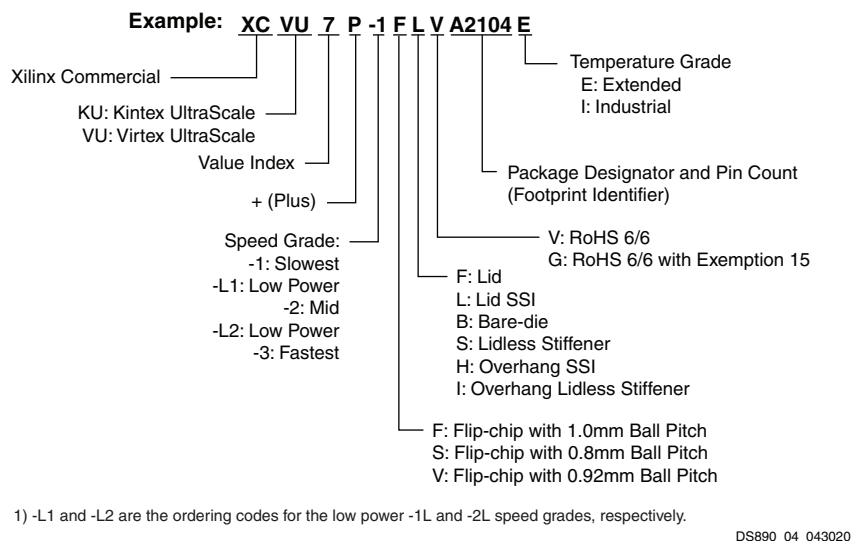 Example: XC VU 7 P -1 F L V A2104 E
Temperature Grade
E: Extended
I: Industrial
Xilinx Commercial
KU: Kintex UltraScale
VU: Virtex UltraScale
Value Index
Package Designator and Pin Count
(Footprint Identifier)
+ (Plus)
Speed Grade:
-1: Slowest
-L1: Low Power
-2: Mid
-L2: Low Power
-3: Fastest
V: RoHS 6/6
G: RoHS 6/6 with Exemption 15
F: Lid
L: Lid SSI
B: Bare-die
S: Lidless Stiffener
H: Overhang SSI
I: Overhang Lidless Stiffener
F: Flip-chip with 1.0mm Ball Pitch
S: Flip-chip with 0.8mm Ball Pitch
V: Flip-chip with 0.92mm Ball Pitch
1) -L1 and -L2 are the ordering codes for the low power -1L and -2L speed grades, respectively.
DS890_04_043020